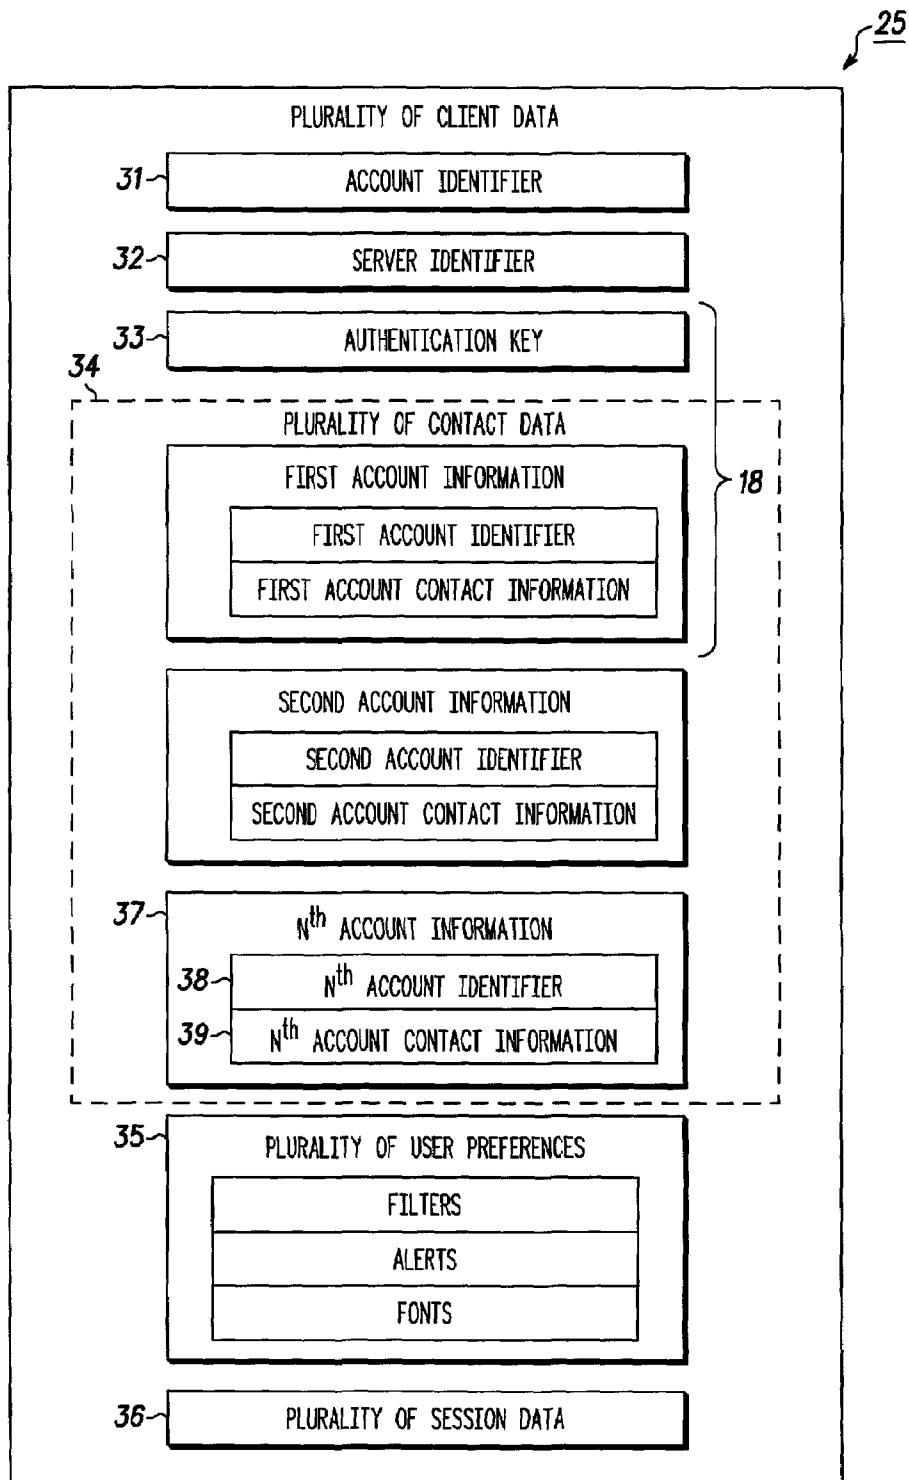 25
PLURALITY OF CLIENT DATA
31 ACCOUNT IDENTIFIER
32 SERVER IDENTIFIER
33 AUTHENTICATION KEY
34
PLURALITY OF CONTACT DATA
FIRST ACCOUNT INFORMATION
18
FIRST ACCOUNT IDENTIFIER
FIRST ACCOUNT CONTACT INFORMATION
SECOND ACCOUNT INFORMATION
SECOND ACCOUNT IDENTIFIER
SECOND ACCOUNT CONTACT INFORMATION
37 Nth ACCOUNT INFORMATION
38 Nth ACCOUNT IDENTIFIER
39 Nth ACCOUNT CONTACT INFORMATION
35 PLURALITY OF USER PREFERENCES
FILTERS
ALERTS
FONTS
36 PLURALITY OF SESSION DATA